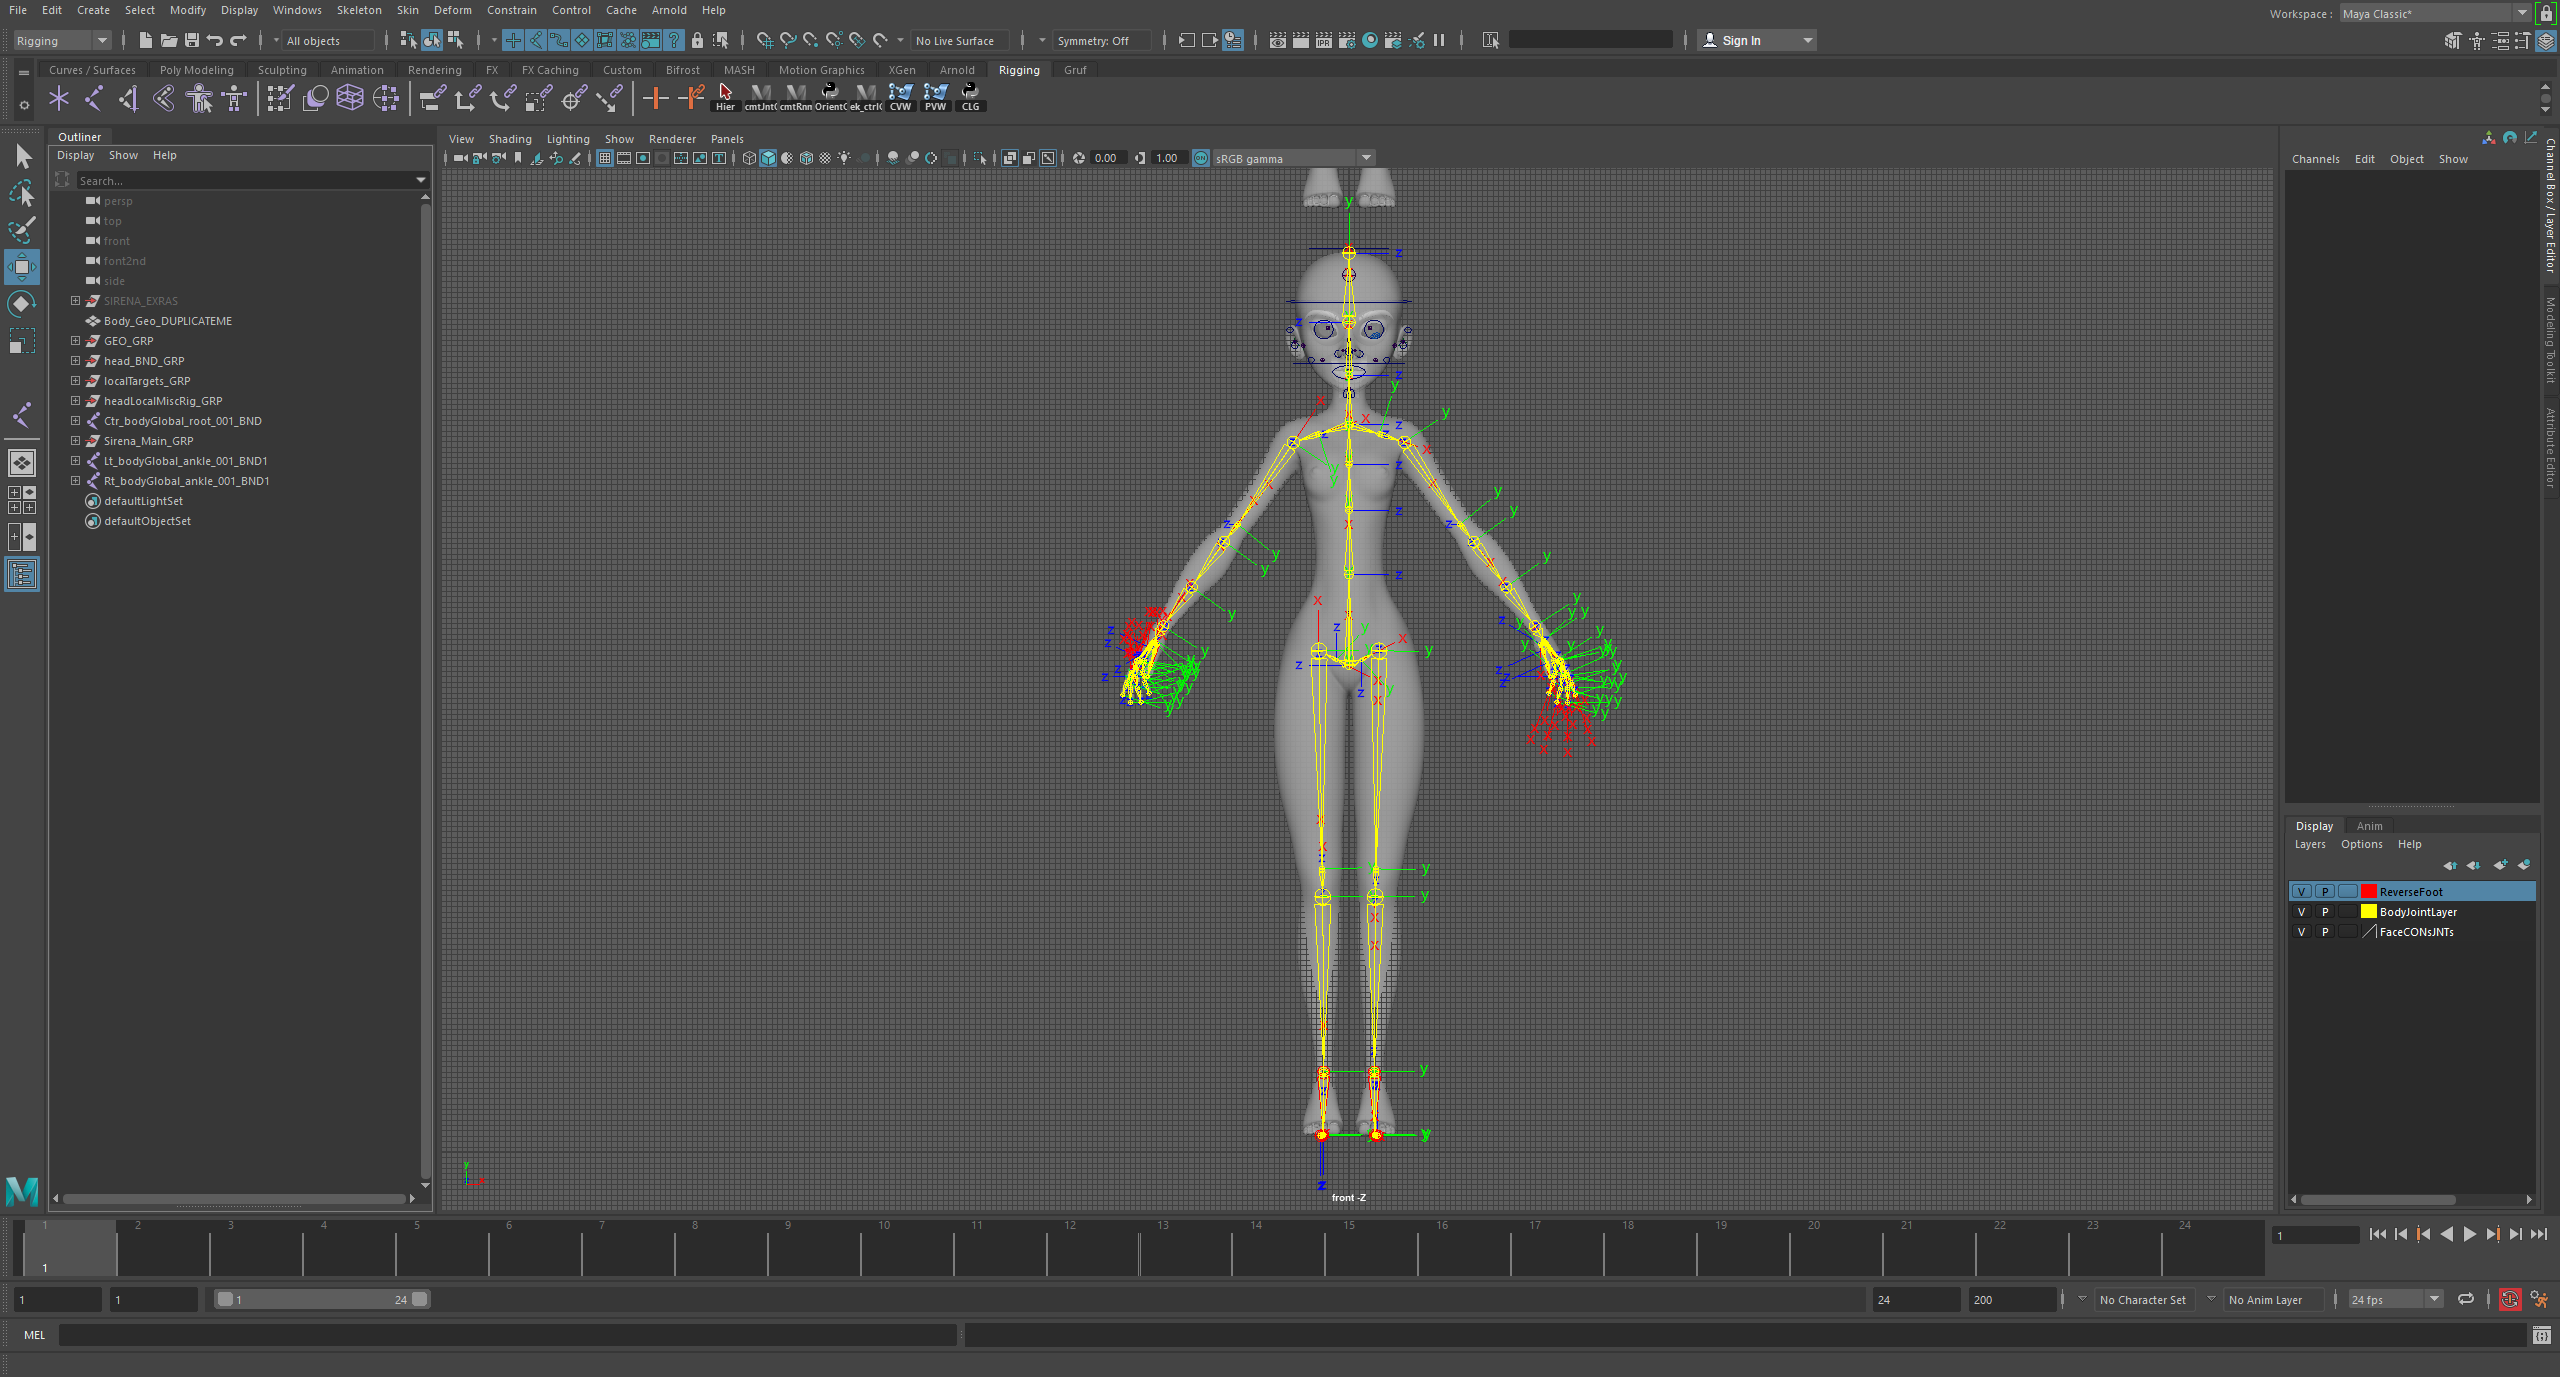 File Edit Create Select Modify Display Windows Skeleton Skin Deform Constrain Control Cache Arnold Help
Workspace : Maya Classic*
Rigging All objects No Live Surface Symmetry: Off Sign In
Curves / Surfaces Poly Modeling Sculpting Animation Rendering FX FX Caching Custom Bifrost MASH Motion Graphics XGen Arnold Rigging Gruf
Hier cmtJnt cmtRnn Orient ek_ctrl CVW PVW CLG
Outliner
Display Show Help
Search...
persp
top
front
font2nd
side
SIRENA_EXRAS
Body_Geo_DUPLICATEME
GEO_GRP
head_BND_GRP
localTargets_GRP
headLocalMiscRig_GRP
Ctr_bodyGlobal_root_001_BND
Sirena_Main_GRP
Lt_bodyGlobal_ankle_001_BND1
Rt_bodyGlobal_ankle_001_BND1
defaultLightSet
defaultObjectSet
View Shading Lighting Show Renderer Panels
0.00 1.00 ON sRGB gamma
front -Z
Channels Edit Object Show
Channel Box / Layer Editor
Modeling Toolkit
Attribute Editor
Display Anim
Layers Options Help
V P ReverseFoot
V P BodyJointLayer
V P FaceCONsJNTs
1 2 3 4 5 6 7 8 9 10 11 12 13 14 15 16 17 18 19 20 21 22 23 24
1
1
1 1 1 24 24 200 No Character Set No Anim Layer 24 fps
MEL